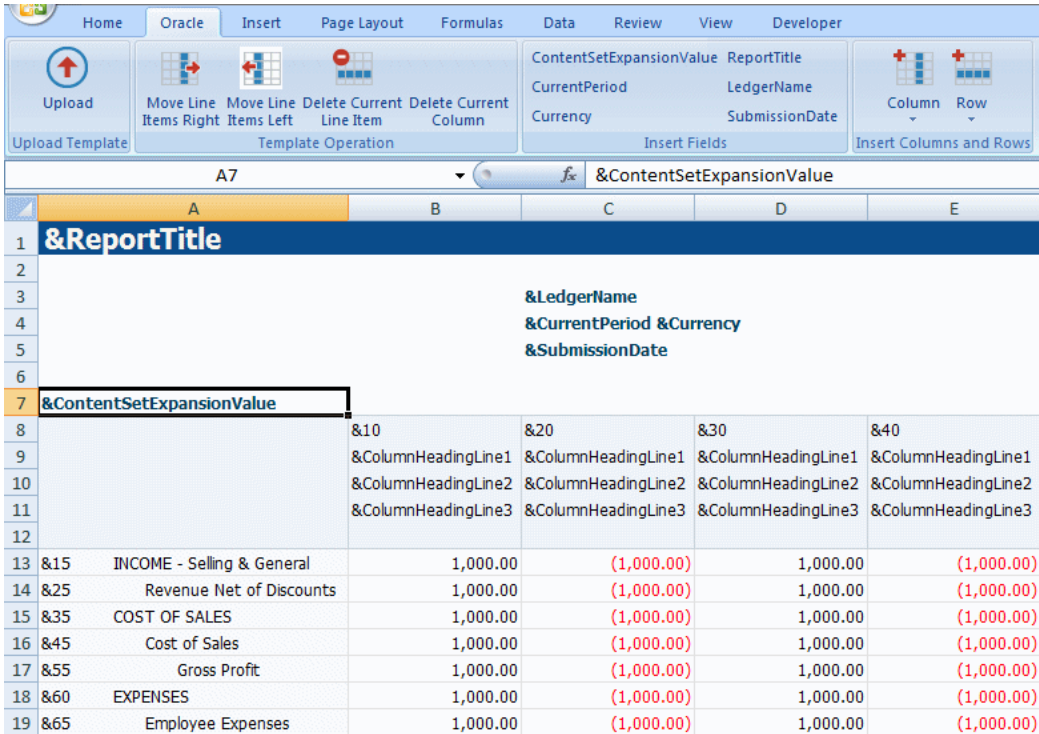 Home Oracle Insert Page Layout Formulas Data Review View Developer
ContentSetExpansionValue ReportTitle
CurrentPeriod LedgerName
Currency SubmissionDate
Upload Move Line Items Right Move Line Items Left Delete Current Line Item Delete Current Column Column Row
Upload Template Template Operation Insert Fields Insert Columns and Rows
A7 fx &ContentSetExpansionValue
A B C D E
1 &ReportTitle
2
3 &LedgerName
4 &CurrentPeriod &Currency
5 &SubmissionDate
6
7 &ContentSetExpansionValue
8 &10 &20 &30 &40
9 &ColumnHeadingLine1 &ColumnHeadingLine1 &ColumnHeadingLine1 &ColumnHeadingLine1
10 &ColumnHeadingLine2 &ColumnHeadingLine2 &ColumnHeadingLine2 &ColumnHeadingLine2
11 &ColumnHeadingLine3 &ColumnHeadingLine3 &ColumnHeadingLine3 &ColumnHeadingLine3
12
13 &15 INCOME - Selling & General 1,000.00 (1,000.00) 1,000.00 (1,000.00)
14 &25 Revenue Net of Discounts 1,000.00 (1,000.00) 1,000.00 (1,000.00)
15 &35 COST OF SALES 1,000.00 (1,000.00) 1,000.00 (1,000.00)
16 &45 Cost of Sales 1,000.00 (1,000.00) 1,000.00 (1,000.00)
17 &55 Gross Profit 1,000.00 (1,000.00) 1,000.00 (1,000.00)
18 &60 EXPENSES 1,000.00 (1,000.00) 1,000.00 (1,000.00)
19 &65 Employee Expenses 1,000.00 (1,000.00) 1,000.00 (1,000.00)